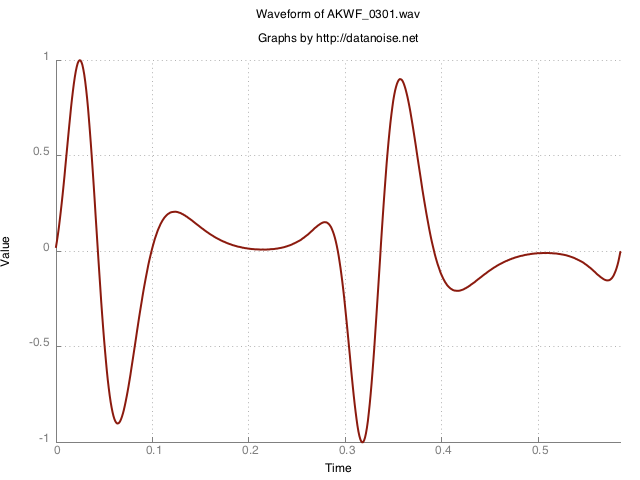 Waveform of AKWF_0301.wav
Graphs by http://datanoise.net
1
0.5
0
-0.5
-1
Value
0 0.1 0.2 0.3 0.4 0.5
Time